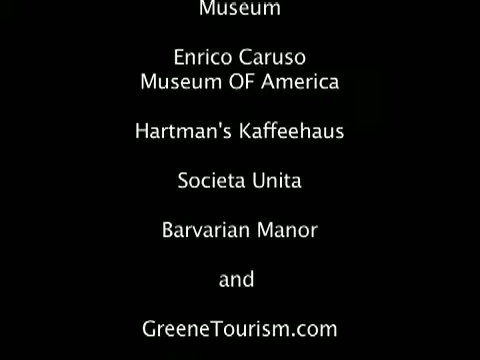 Museum
Enrico Caruso
Museum OF America
Hartman's Kaffeehaus
Societa Unita
Barvarian Manor
and
GreeneTourism.com